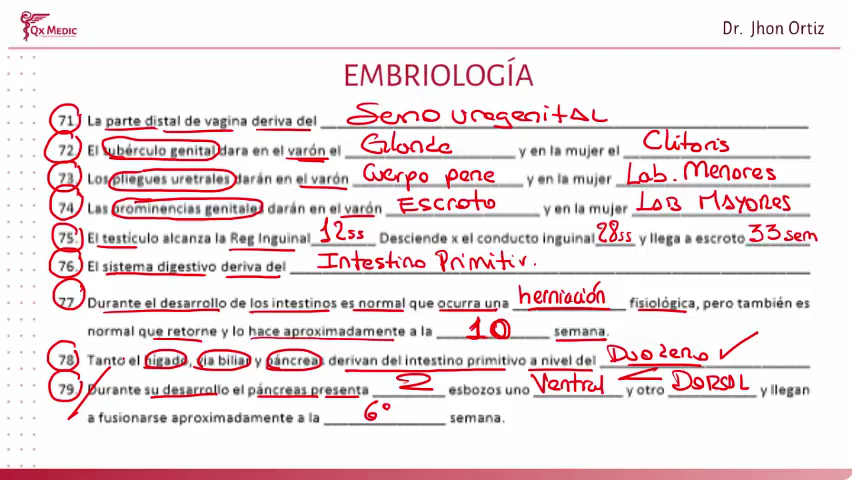 Qx MEDIC
Dr. Jhon Ortiz
EMBRIOLOGÍA
71. La parte distal de vagina deriva del Seno urogenital
72. El tubérculo genital dara en el varón el Glande y en la mujer el Clitoris
73. Los pliegues uretrales darán en el varón Cuerpo pene y en la mujer Lab. Menores
74. Las prominencias genitales darán en el varón Escroto y en la mujer Lab Mayores
75. El testículo alcanza la Reg Inguinal 12ss Desciende x el conducto inguinal 28ss y llega a escroto 33 sem
76. El sistema digestivo deriva del Intestino Primitiv.
77. Durante el desarrollo de los intestinos es normal que ocurra una herniación fisiológica, pero también es
normal que retorne y lo hace aproximadamente a la 10 semana.
78. Tanto el hígado, vía biliar y páncreas derivan del intestino primitivo a nivel del Duodeno
79. Durante su desarrollo el páncreas presenta 2 esbozos uno Ventral y otro DORSAL y llegan
a fusionarse aproximadamente a la 6° semana.